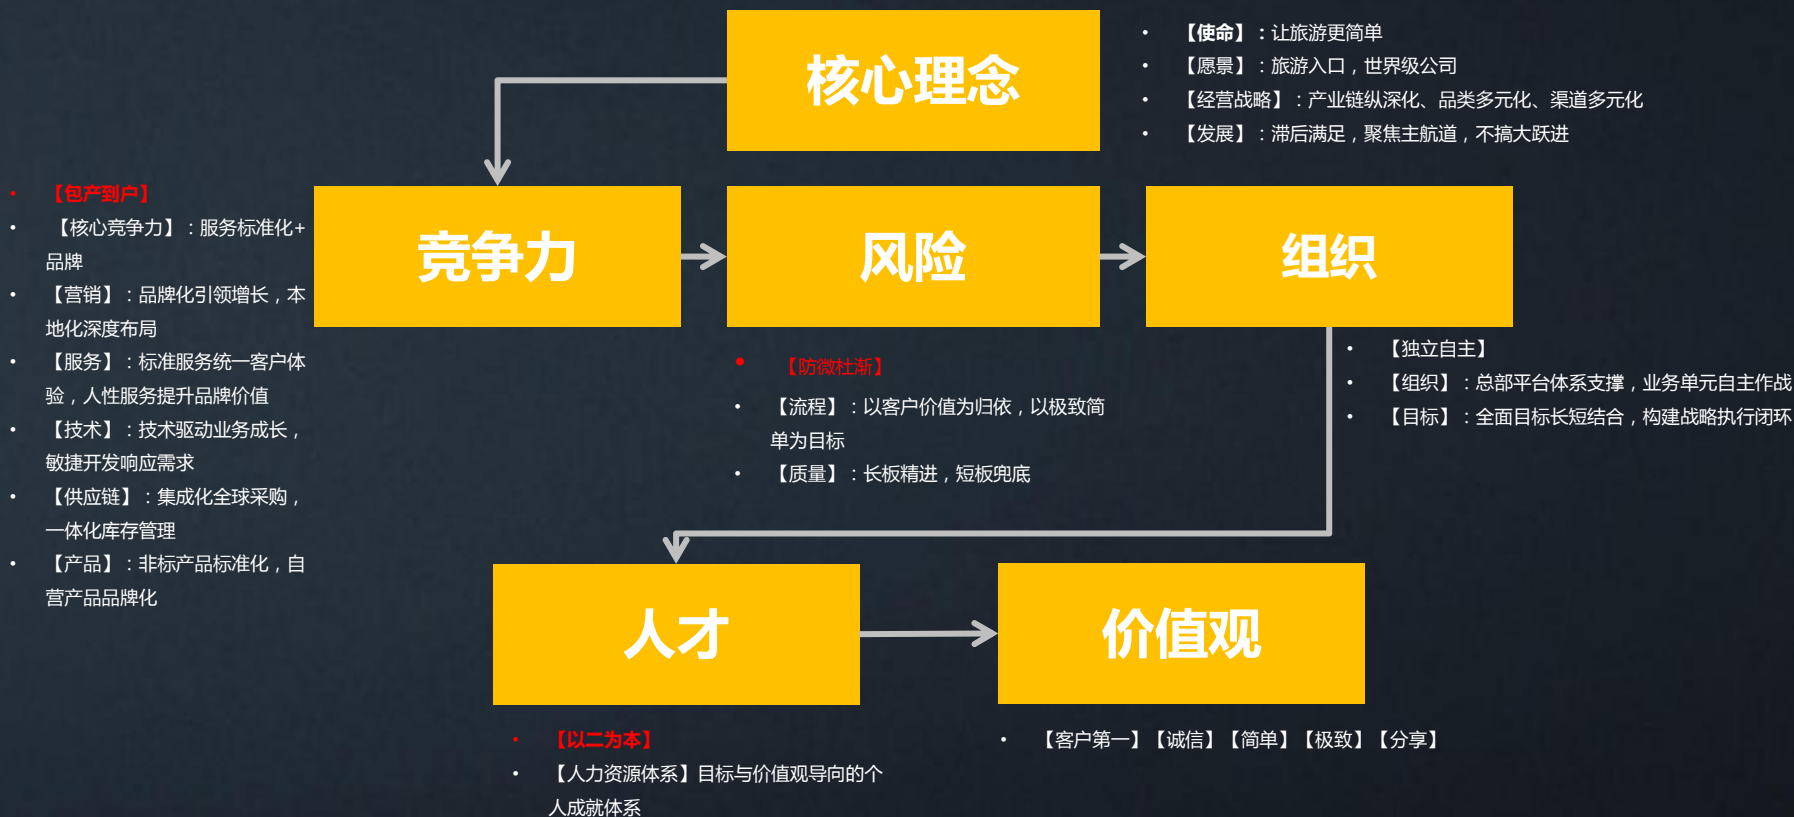 核心理念
• 【使命】:让旅游更简单
• 【愿景】:旅游入口,世界级公司
• 【经营战略】:产业链纵深化、品类多元化、渠道多元化
• 【发展】:滞后满足,聚焦主航道,不搞大跃进
竞争力
• 【包产到户】
• 【核心竞争力】:服务标准化+
品牌
• 【营销】:品牌化引领增长,本
地化深度布局
• 【服务】:标准服务统一客户体
验,人性服务提升品牌价值
• 【技术】:技术驱动业务成长,
敏捷开发响应需求
• 【供应链】:集成化全球采购,
一体化库存管理
• 【产品】:非标产品标准化,自
营产品品牌化
风险
• 【防微杜渐】
• 【流程】:以客户价值为归依,以极致简
单为目标
• 【质量】:长板精进,短板兜底
组织
• 【独立自主】
• 【组织】:总部平台体系支撑,业务单元自主作战
• 【目标】:全面目标长短结合,构建战略执行闭环
人才
• 【以二为本】
• 【人力资源体系】目标与价值观导向的个
人成就体系
价值观
• 【客户第一】【诚信】【简单】【极致】【分享】